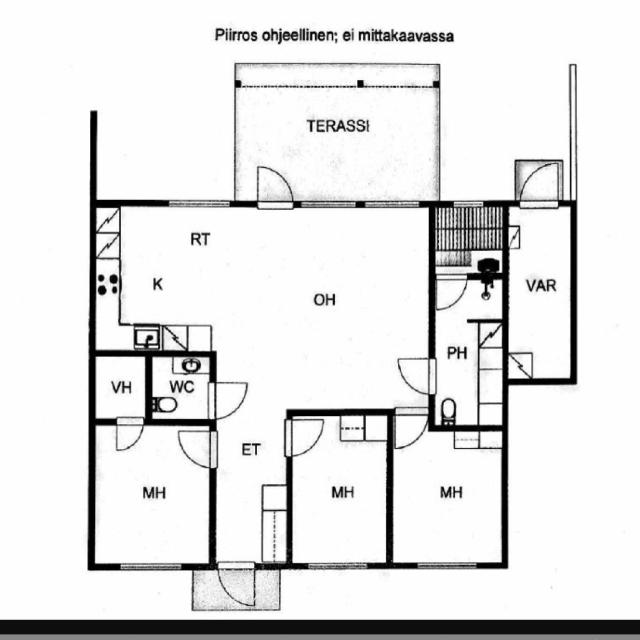 Piirros ohjeellinen; ei mittakaavassa
TERASSI
RT
K
OH
VAR
PH
VH
WC
ET
MH
MH
MH